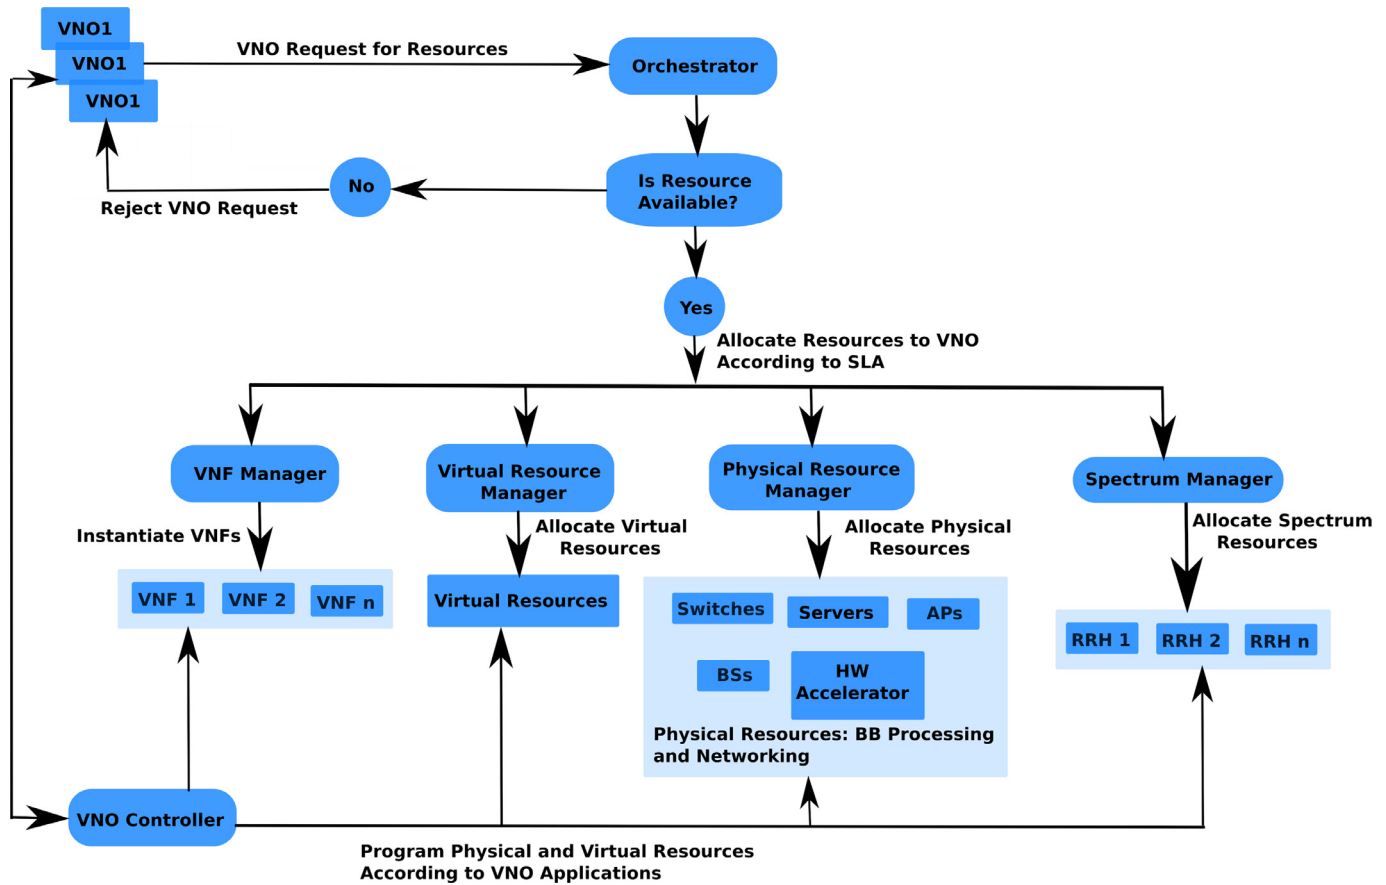 VNO1
VNO1
VNO1
VNO Request for Resources
Orchestrator
Is Resource
Available?
No
Reject VNO Request
Yes
Allocate Resources to VNO
According to SLA
VNF Manager
Virtual Resource
Manager
Physical Resource
Manager
Spectrum Manager
Instantiate VNFs
Allocate Virtual
Resources
Allocate Physical
Resources
Allocate Spectrum
Resources
VNF 1
VNF 2
VNF n
Virtual Resources
Switches
Servers
APs
BSs
HW
Accelerator
Physical Resources: BB Processing
and Networking
RRH 1
RRH 2
RRH n
VNO Controller
Program Physical and Virtual Resources
According to VNO Applications